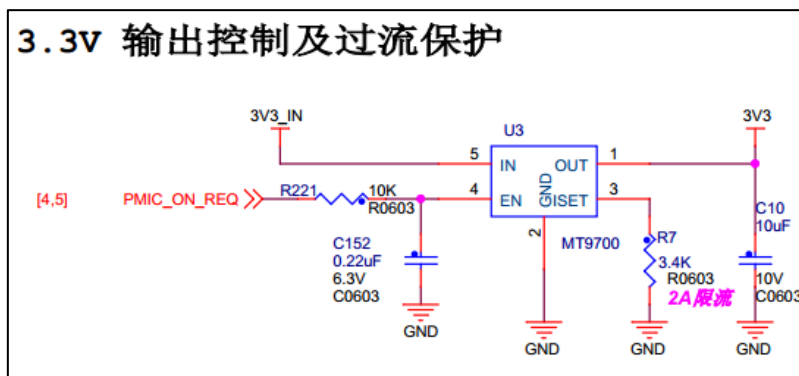 3.3V 输出控制及过流保护
3V3_IN
U3
3V3
5
IN
OUT
1
[4,5]
PMIC_ON_REQ
R221
10K
R0603
4
EN
GND
ISET
3
2
MT9700
C152
0.22uF
6.3V
C0603
R7
3.4K
R0603
2A限流
C10
10uF
10V
C0603
GND
GND
GND
GND